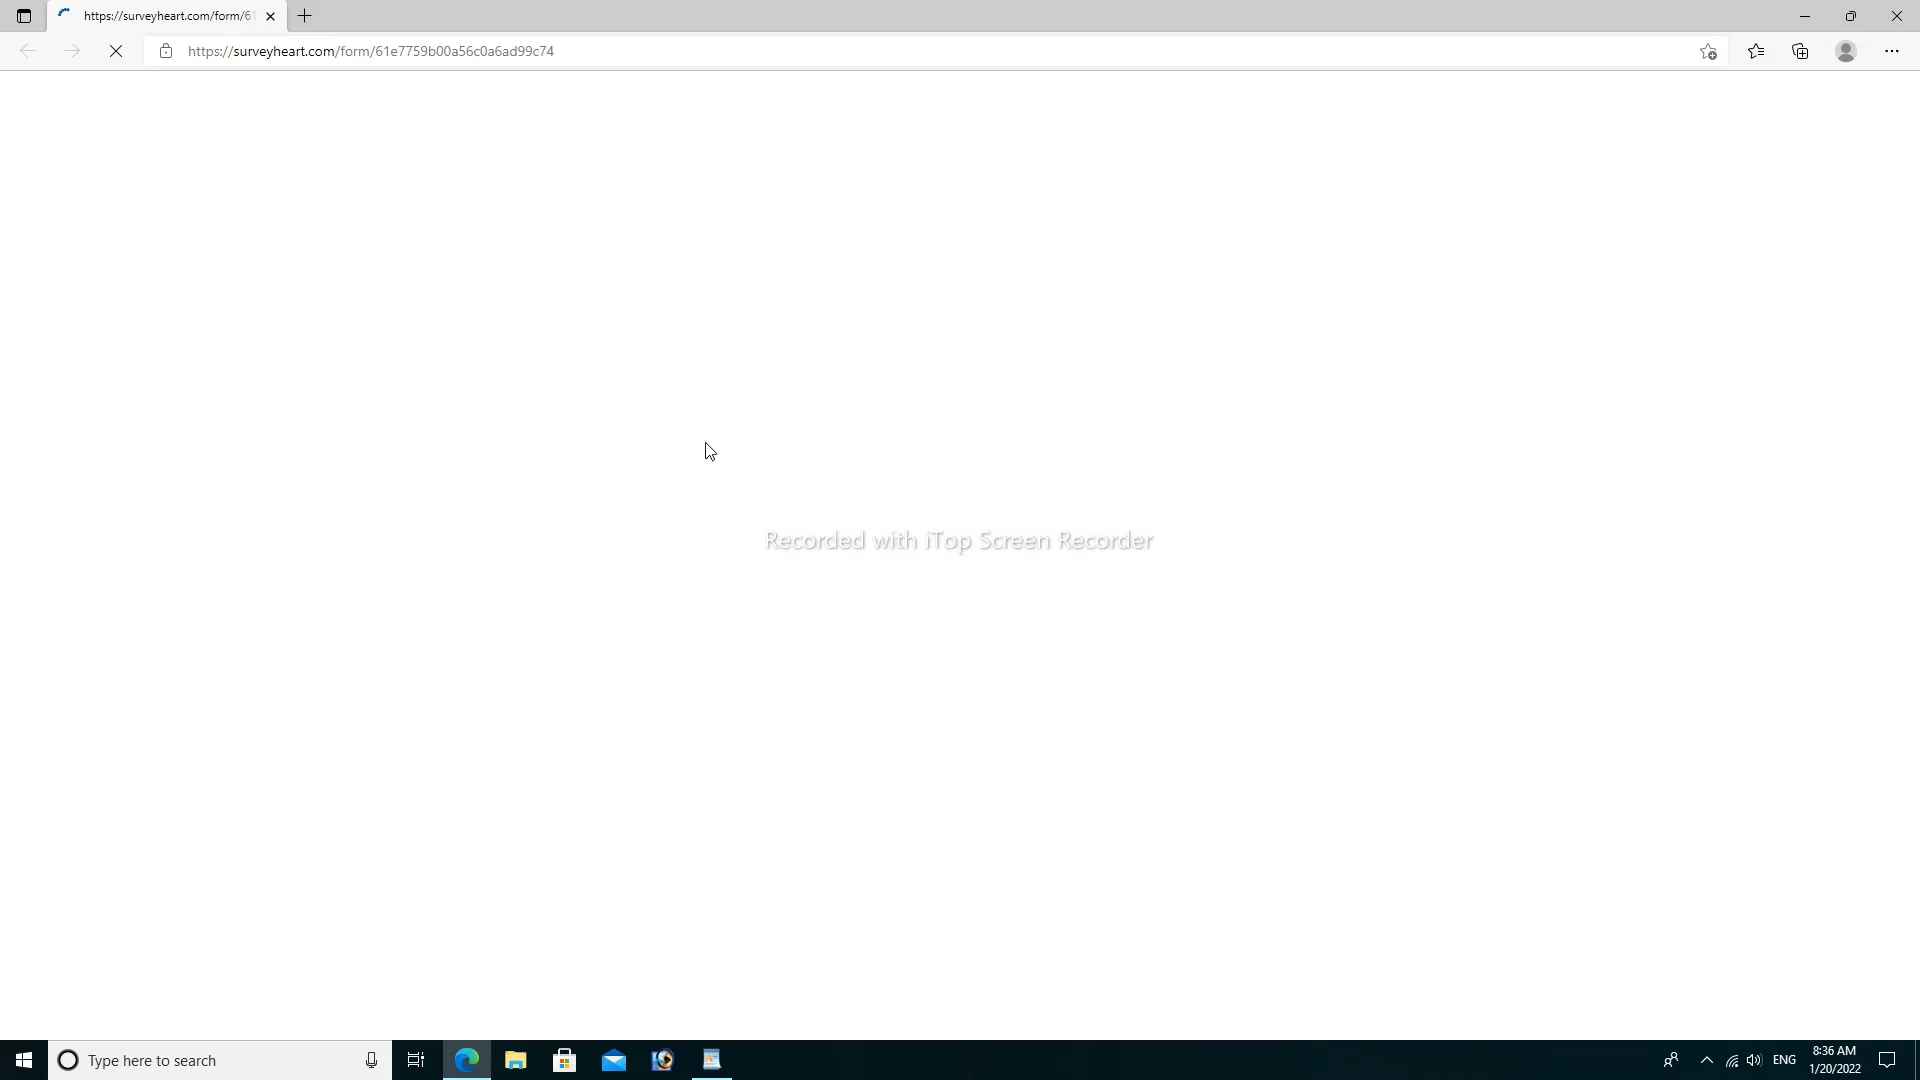 https://surveyheart.com/form/61
https://surveyheart.com/form/61e7759b00a56c0a6ad99c74
Recorded with iTop Screen Recorder
Type here to search
ENG
8:36 AM
1/20/2022